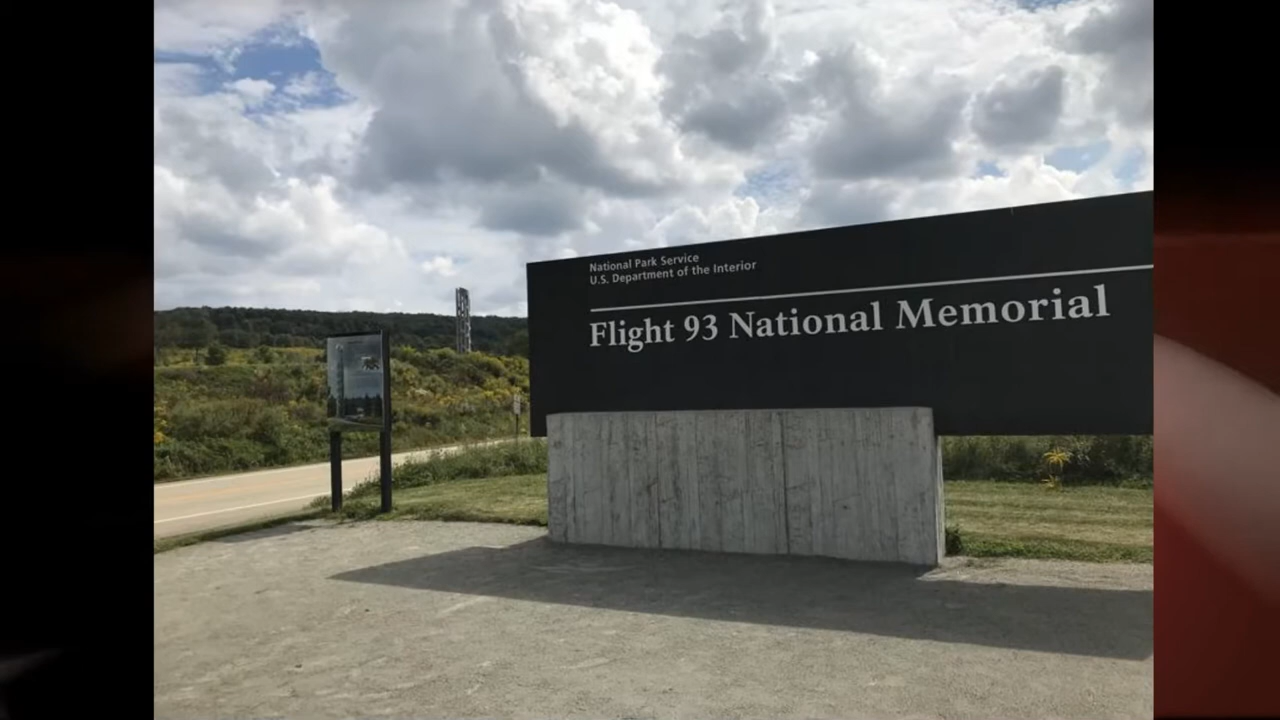 National Park Service
U.S. Department of the Interior
Flight 93 National Memorial